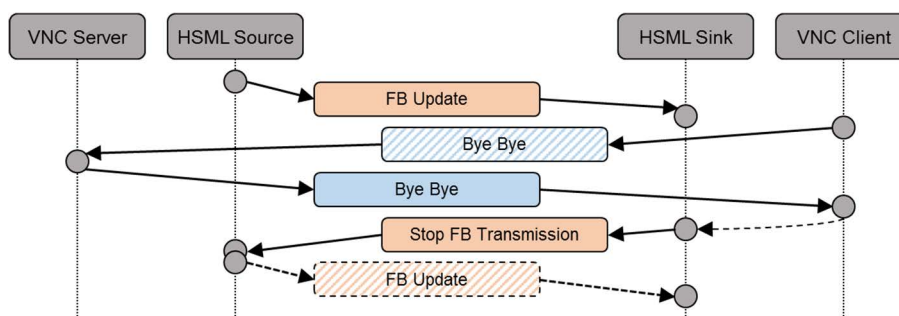 VNC Server
HSML Source
HSML Sink
VNC Client
FB Update
Bye Bye
Bye Bye
Stop FB Transmission
FB Update